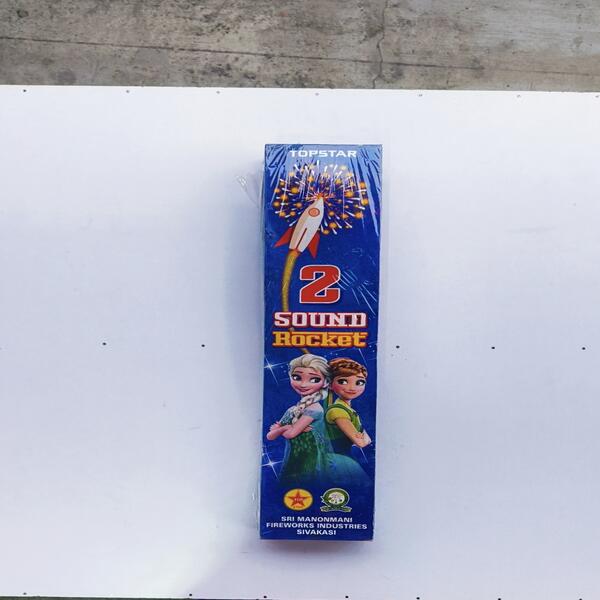 TOPSTAR
2
SOUND
Rocket
SRI MANONMANI
FIREWORKS INDUSTRIES
SIVAKASI